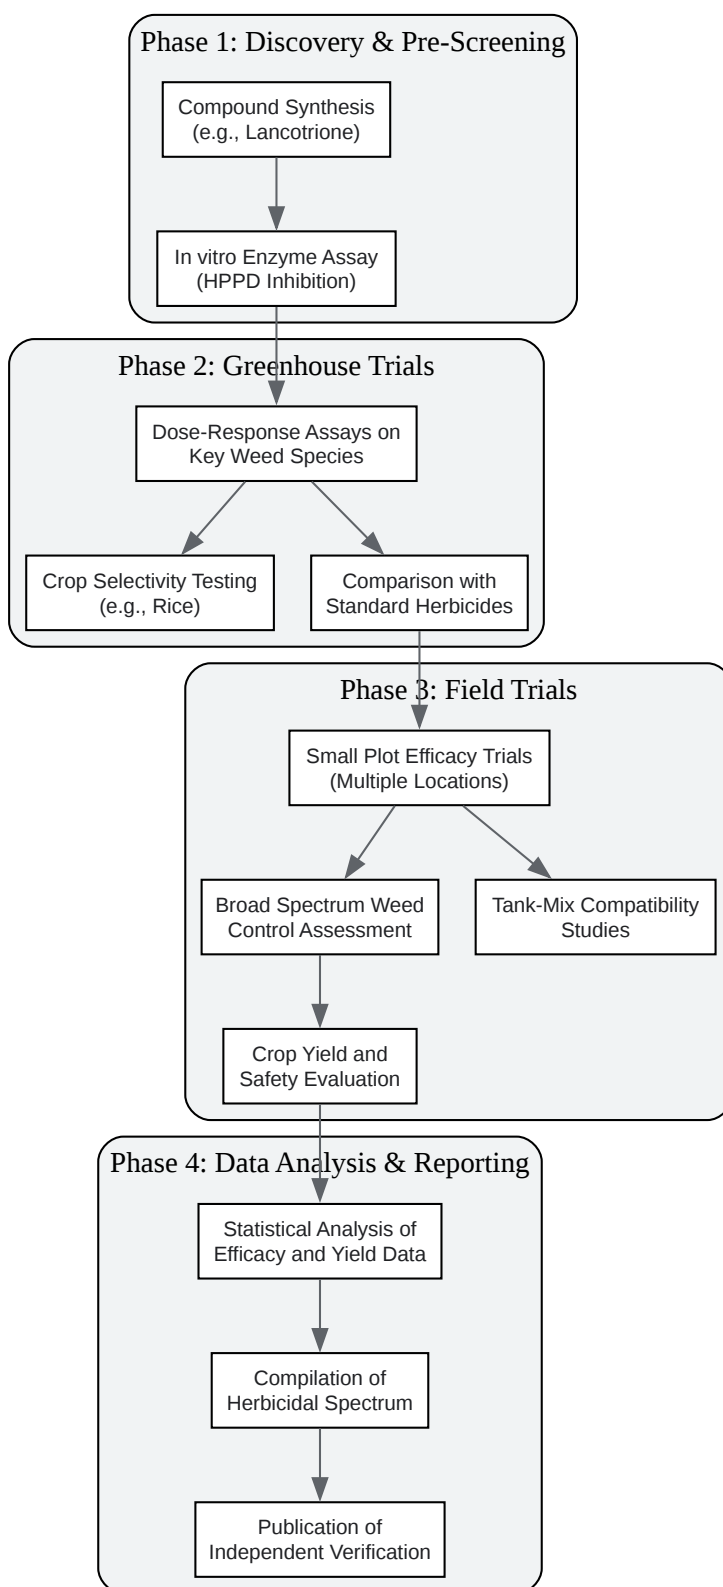 Phase 1: Discovery & Pre-Screening
Compound Synthesis
(e.g., Lancotrione)
In vitro Enzyme Assay
(HPPD Inhibition)
Phase 2: Greenhouse Trials
Dose-Response Assays on
Key Weed Species
Crop Selectivity Testing
(e.g., Rice)
Comparison with
Standard Herbicides
Phase 3: Field Trials
Small Plot Efficacy Trials
(Multiple Locations)
Broad Spectrum Weed
Control Assessment
Tank-Mix Compatibility
Studies
Crop Yield and
Safety Evaluation
Phase 4: Data Analysis & Reporting
Statistical Analysis of
Efficacy and Yield Data
Compilation of
Herbicidal Spectrum
Publication of
Independent Verification